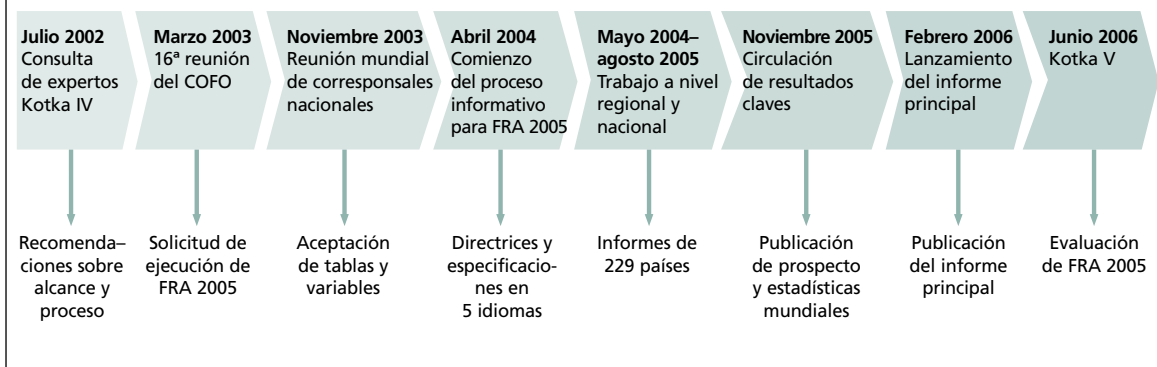 Julio 2002
Consulta
de expertos
Kotka IV
Marzo 2003
16ª reunión
del COFO
Noviembre 2003
Reunión mundial
de corresponsales
nacionales
Abril 2004
Comienzo
del proceso
informativo
para FRA 2005
Mayo 2004–
agosto 2005
Trabajo a nivel
regional y
nacional
Noviembre 2005
Circulación
de resultados
claves
Febrero 2006
Lanzamiento
del informe
principal
Junio 2006
Kotka V
Recomenda–
ciones sobre
alcance y
proceso
Solicitud de
ejecución de
FRA 2005
Aceptación
de tablas y
variables
Directrices y
especificacio-
nes en
5 idiomas
Informes de
229 países
Publicación
de prospecto
y estadísticas
mundiales
Publicación
del informe
principal
Evaluación
de FRA 2005